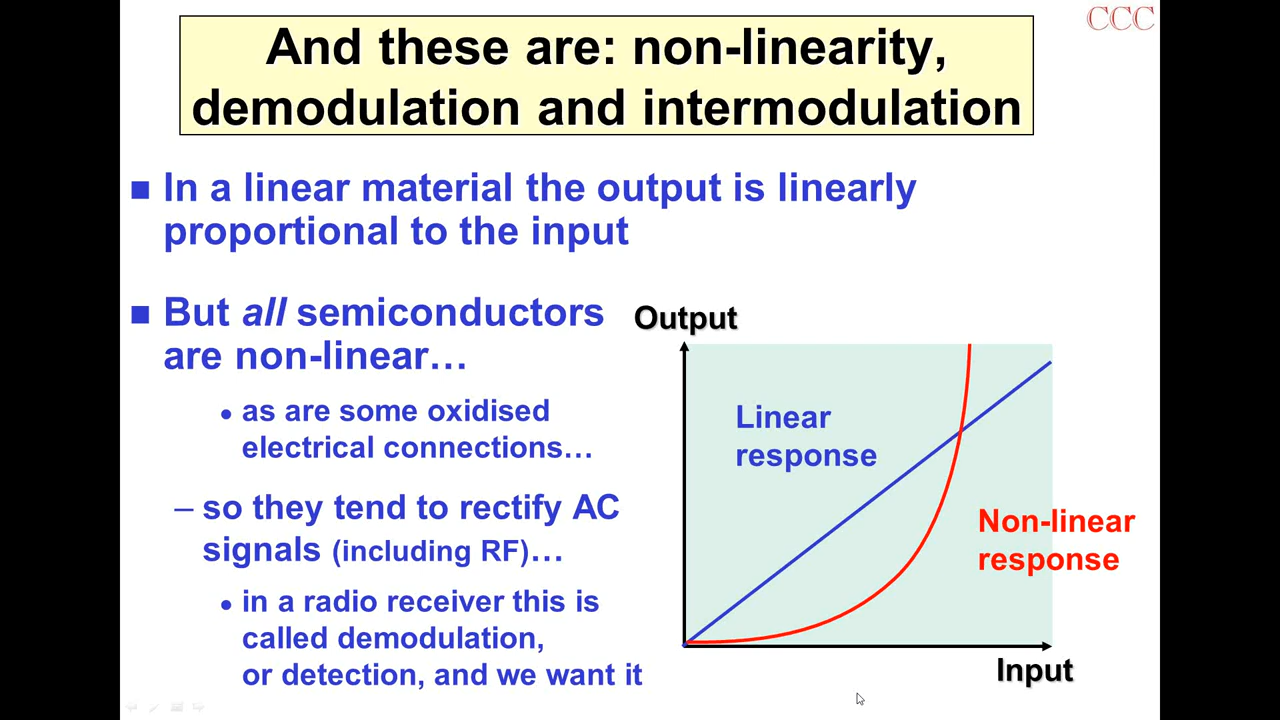 CCC
And these are: non-linearity,
demodulation and intermodulation
■ In a linear material the output is linearly
proportional to the input
■ But all semiconductors
are non-linear…
• as are some oxidised
electrical connections…
– so they tend to rectify AC
signals (including RF)…
• in a radio receiver this is
called demodulation,
or detection, and we want it
Output
Linear
response
Non-linear
response
Input